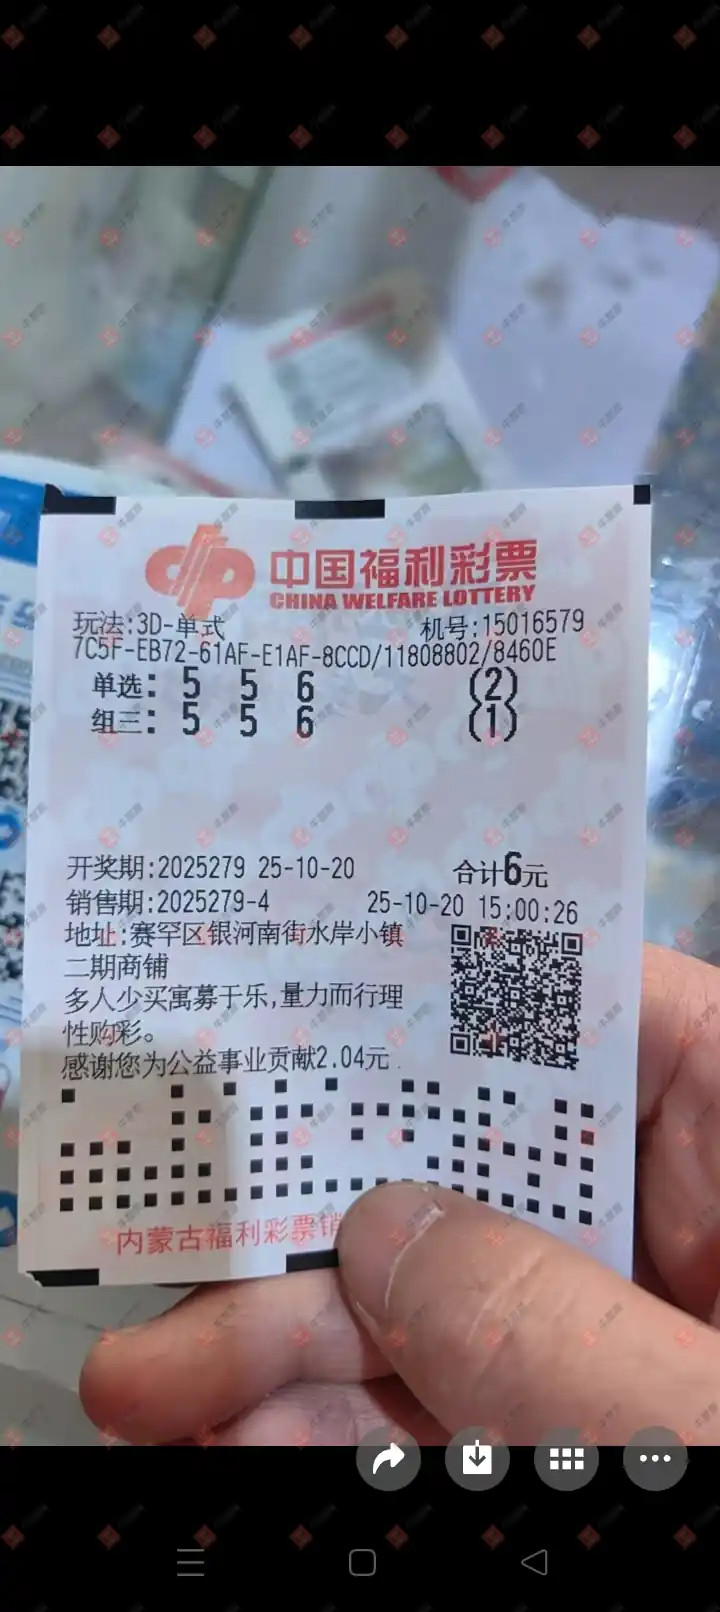 中国福利彩票
CHINA WELFARE LOTTERY
玩法:3D-单式 机号:15016579
7C5F-EB72-61AF-E1AF-8CCD/11808802/8460E
单选: 5 5 6 (2)
组三: 5 5 6 (1)
开奖期:2025279 25-10-20 合计6元
销售期:2025279-4 25-10-20 15:00:26
地址:赛罕区银河南街水岸小镇
二期商铺
多人少买寓募于乐,量力而行理
性购彩。
感谢您为公益事业贡献2.04元
内蒙古福利彩票销